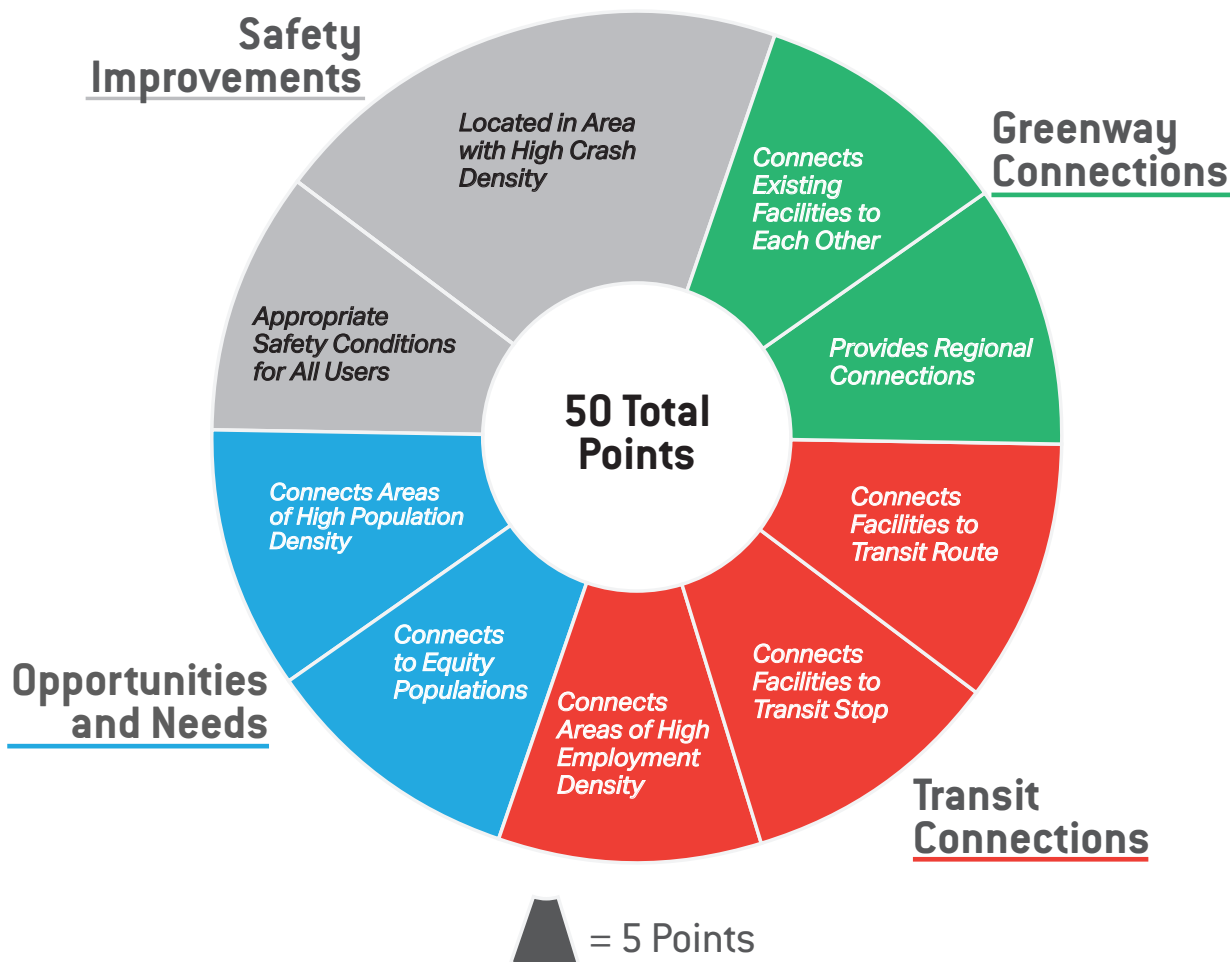 Safety
Improvements
Located in Area
with High Crash
Density
Connects
Existing
Facilities to
Each Other
Greenway
Connections
Appropriate
Safety Conditions
for All Users
Provides Regional
Connections
50 Total
Points
Connects Areas
of High Population
Density
Connects
Facilities to
Transit Route
Connects
to Equity
Populations
Connects
Facilities to
Transit Stop
Connects
Areas of High
Employment
Density
Opportunities
and Needs
Transit
Connections
= 5 Points